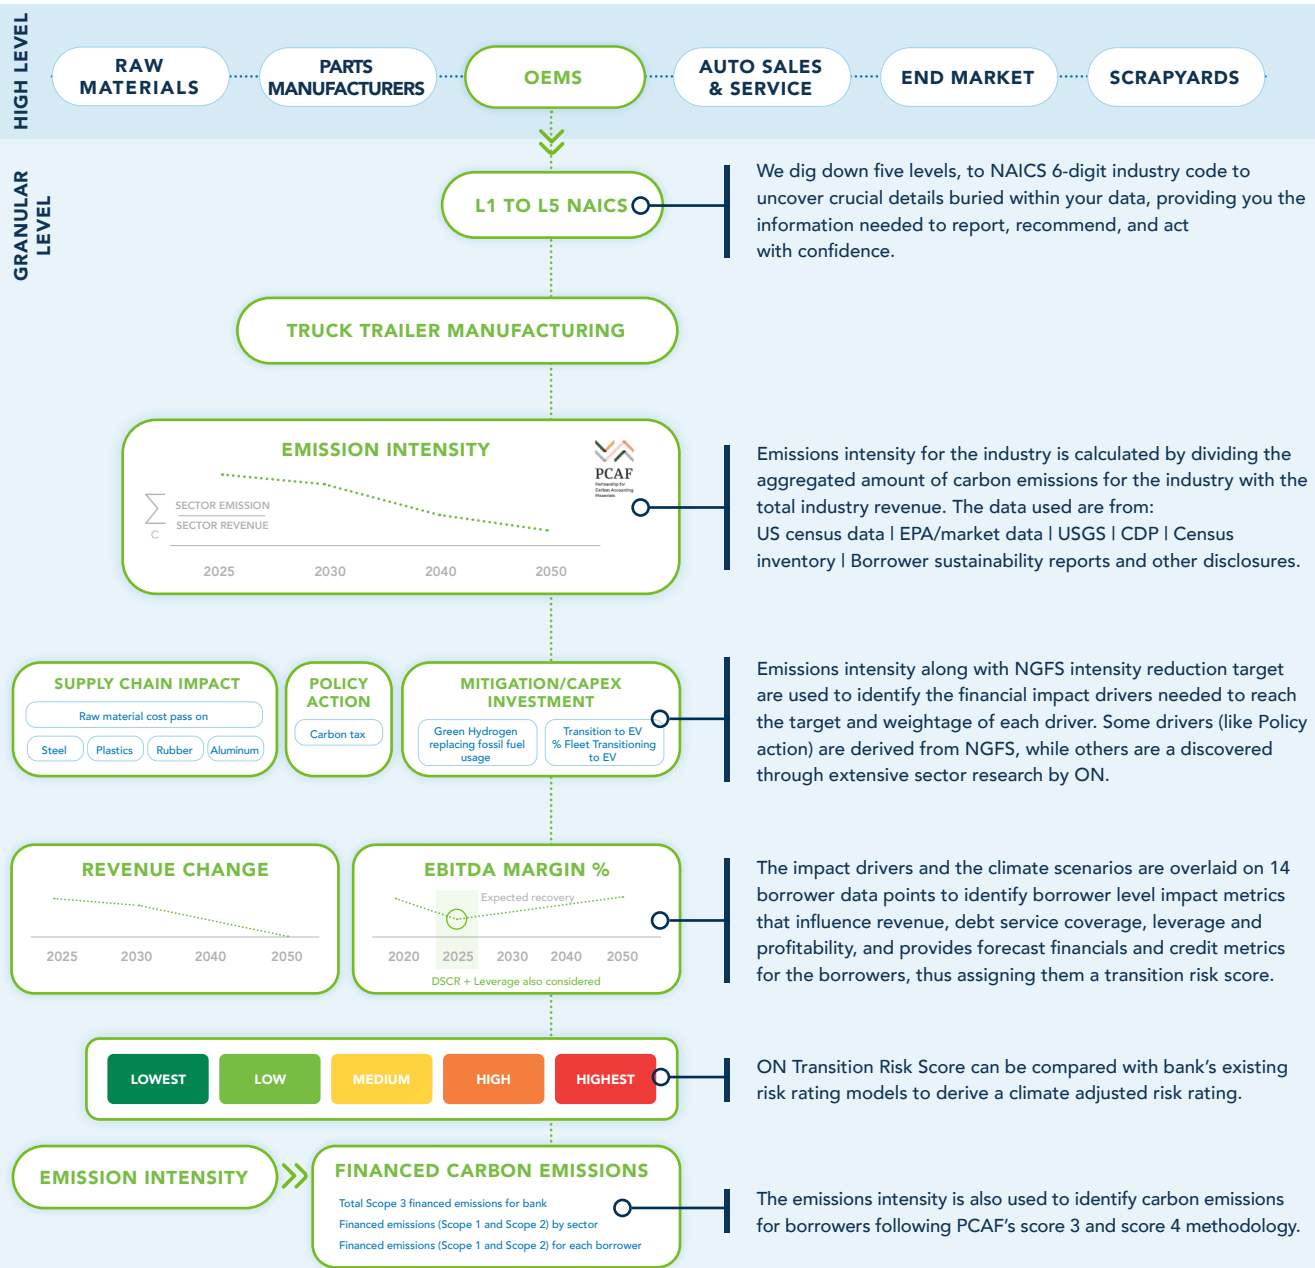 HIGH LEVEL
RAW
MATERIALS
PARTS
MANUFACTURERS
OEMS
AUTO SALES
& SERVICE
END MARKET
SCRAPYARDS
GRANULAR
LEVEL
L1 TO L5 NAICS
We dig down five levels, to NAICS 6-digit industry code to
uncover crucial details buried within your data, providing you the
information needed to report, recommend, and act
with confidence.
TRUCK TRAILER MANUFACTURING
EMISSION INTENSITY
PCAF
Partnership for
Carbon Accounting
Financials
∑
C
SECTOR EMISSION
SECTOR REVENUE
2025 2030 2040 2050
Emissions intensity for the industry is calculated by dividing the
aggregated amount of carbon emissions for the industry with the
total industry revenue. The data used are from:
US census data | EPA/market data | USGS | CDP | Census
inventory | Borrower sustainability reports and other disclosures.
SUPPLY CHAIN IMPACT
Raw material cost pass on
Steel Plastics Rubber Aluminum
POLICY
ACTION
Carbon tax
MITIGATION/CAPEX
INVESTMENT
Green Hydrogen
replacing fossil fuel
usage
Transition to EV
% Fleet Transitioning
to EV
Emissions intensity along with NGFS intensity reduction target
are used to identify the financial impact drivers needed to reach
the target and weightage of each driver. Some drivers (like Policy
action) are derived from NGFS, while others are a discovered
through extensive sector research by ON.
REVENUE CHANGE
2025 2030 2040 2050
EBITDA MARGIN %
Expected recovery
2020 2025 2030 2040 2050
DSCR + Leverage also considered
The impact drivers and the climate scenarios are overlaid on 14
borrower data points to identify borrower level impact metrics
that influence revenue, debt service coverage, leverage and
profitability, and provides forecast financials and credit metrics
for the borrowers, thus assigning them a transition risk score.
LOWEST LOW MEDIUM HIGH HIGHEST
ON Transition Risk Score can be compared with bank's existing
risk rating models to derive a climate adjusted risk rating.
EMISSION INTENSITY
FINANCED CARBON EMISSIONS
Total Scope 3 financed emissions for bank
Financed emissions (Scope 1 and Scope 2) by sector
Financed emissions (Scope 1 and Scope 2) for each borrower
The emissions intensity is also used to identify carbon emissions
for borrowers following PCAF's score 3 and score 4 methodology.